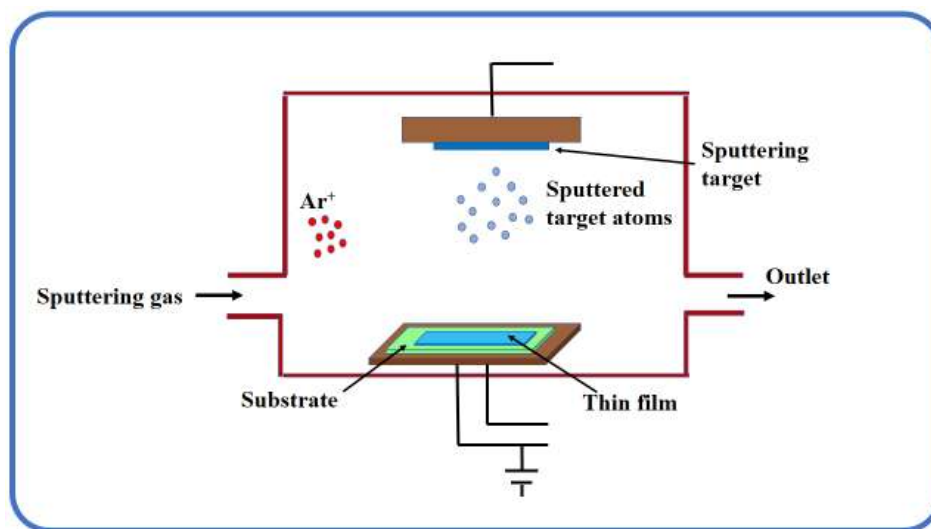 Sputtering
target
Sputtered
target atoms
Ar⁺
Sputtering gas
Outlet
Substrate
Thin film